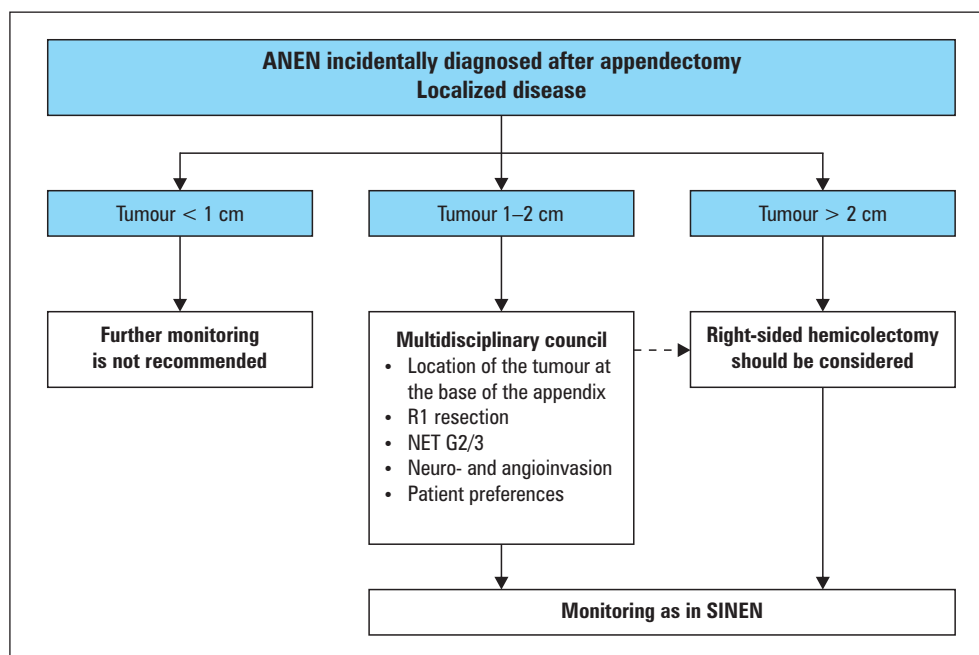 ANEN incidentally diagnosed after appendectomy
Localized disease
Tumour < 1 cm
Tumour 1–2 cm
Tumour > 2 cm
Further monitoring
is not recommended
Multidisciplinary council
• Location of the tumour at
the base of the appendix
• R1 resection
• NET G2/3
• Neuro- and angioinvasion
• Patient preferences
Right-sided hemicolectomy
should be considered
Monitoring as in SINEN